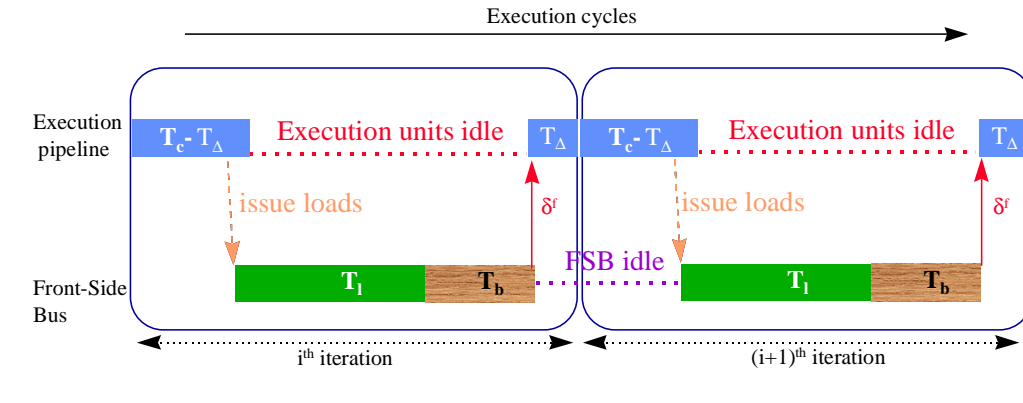 Execution cycles
Execution
pipeline
Tc- TΔ
Execution units idle
TΔ
Tc- TΔ
Execution units idle
TΔ
issue loads
δf
issue loads
δf
FSB idle
Front-Side
Bus
Tl
Tb
Tl
Tb
ith iteration
(i+1)th iteration